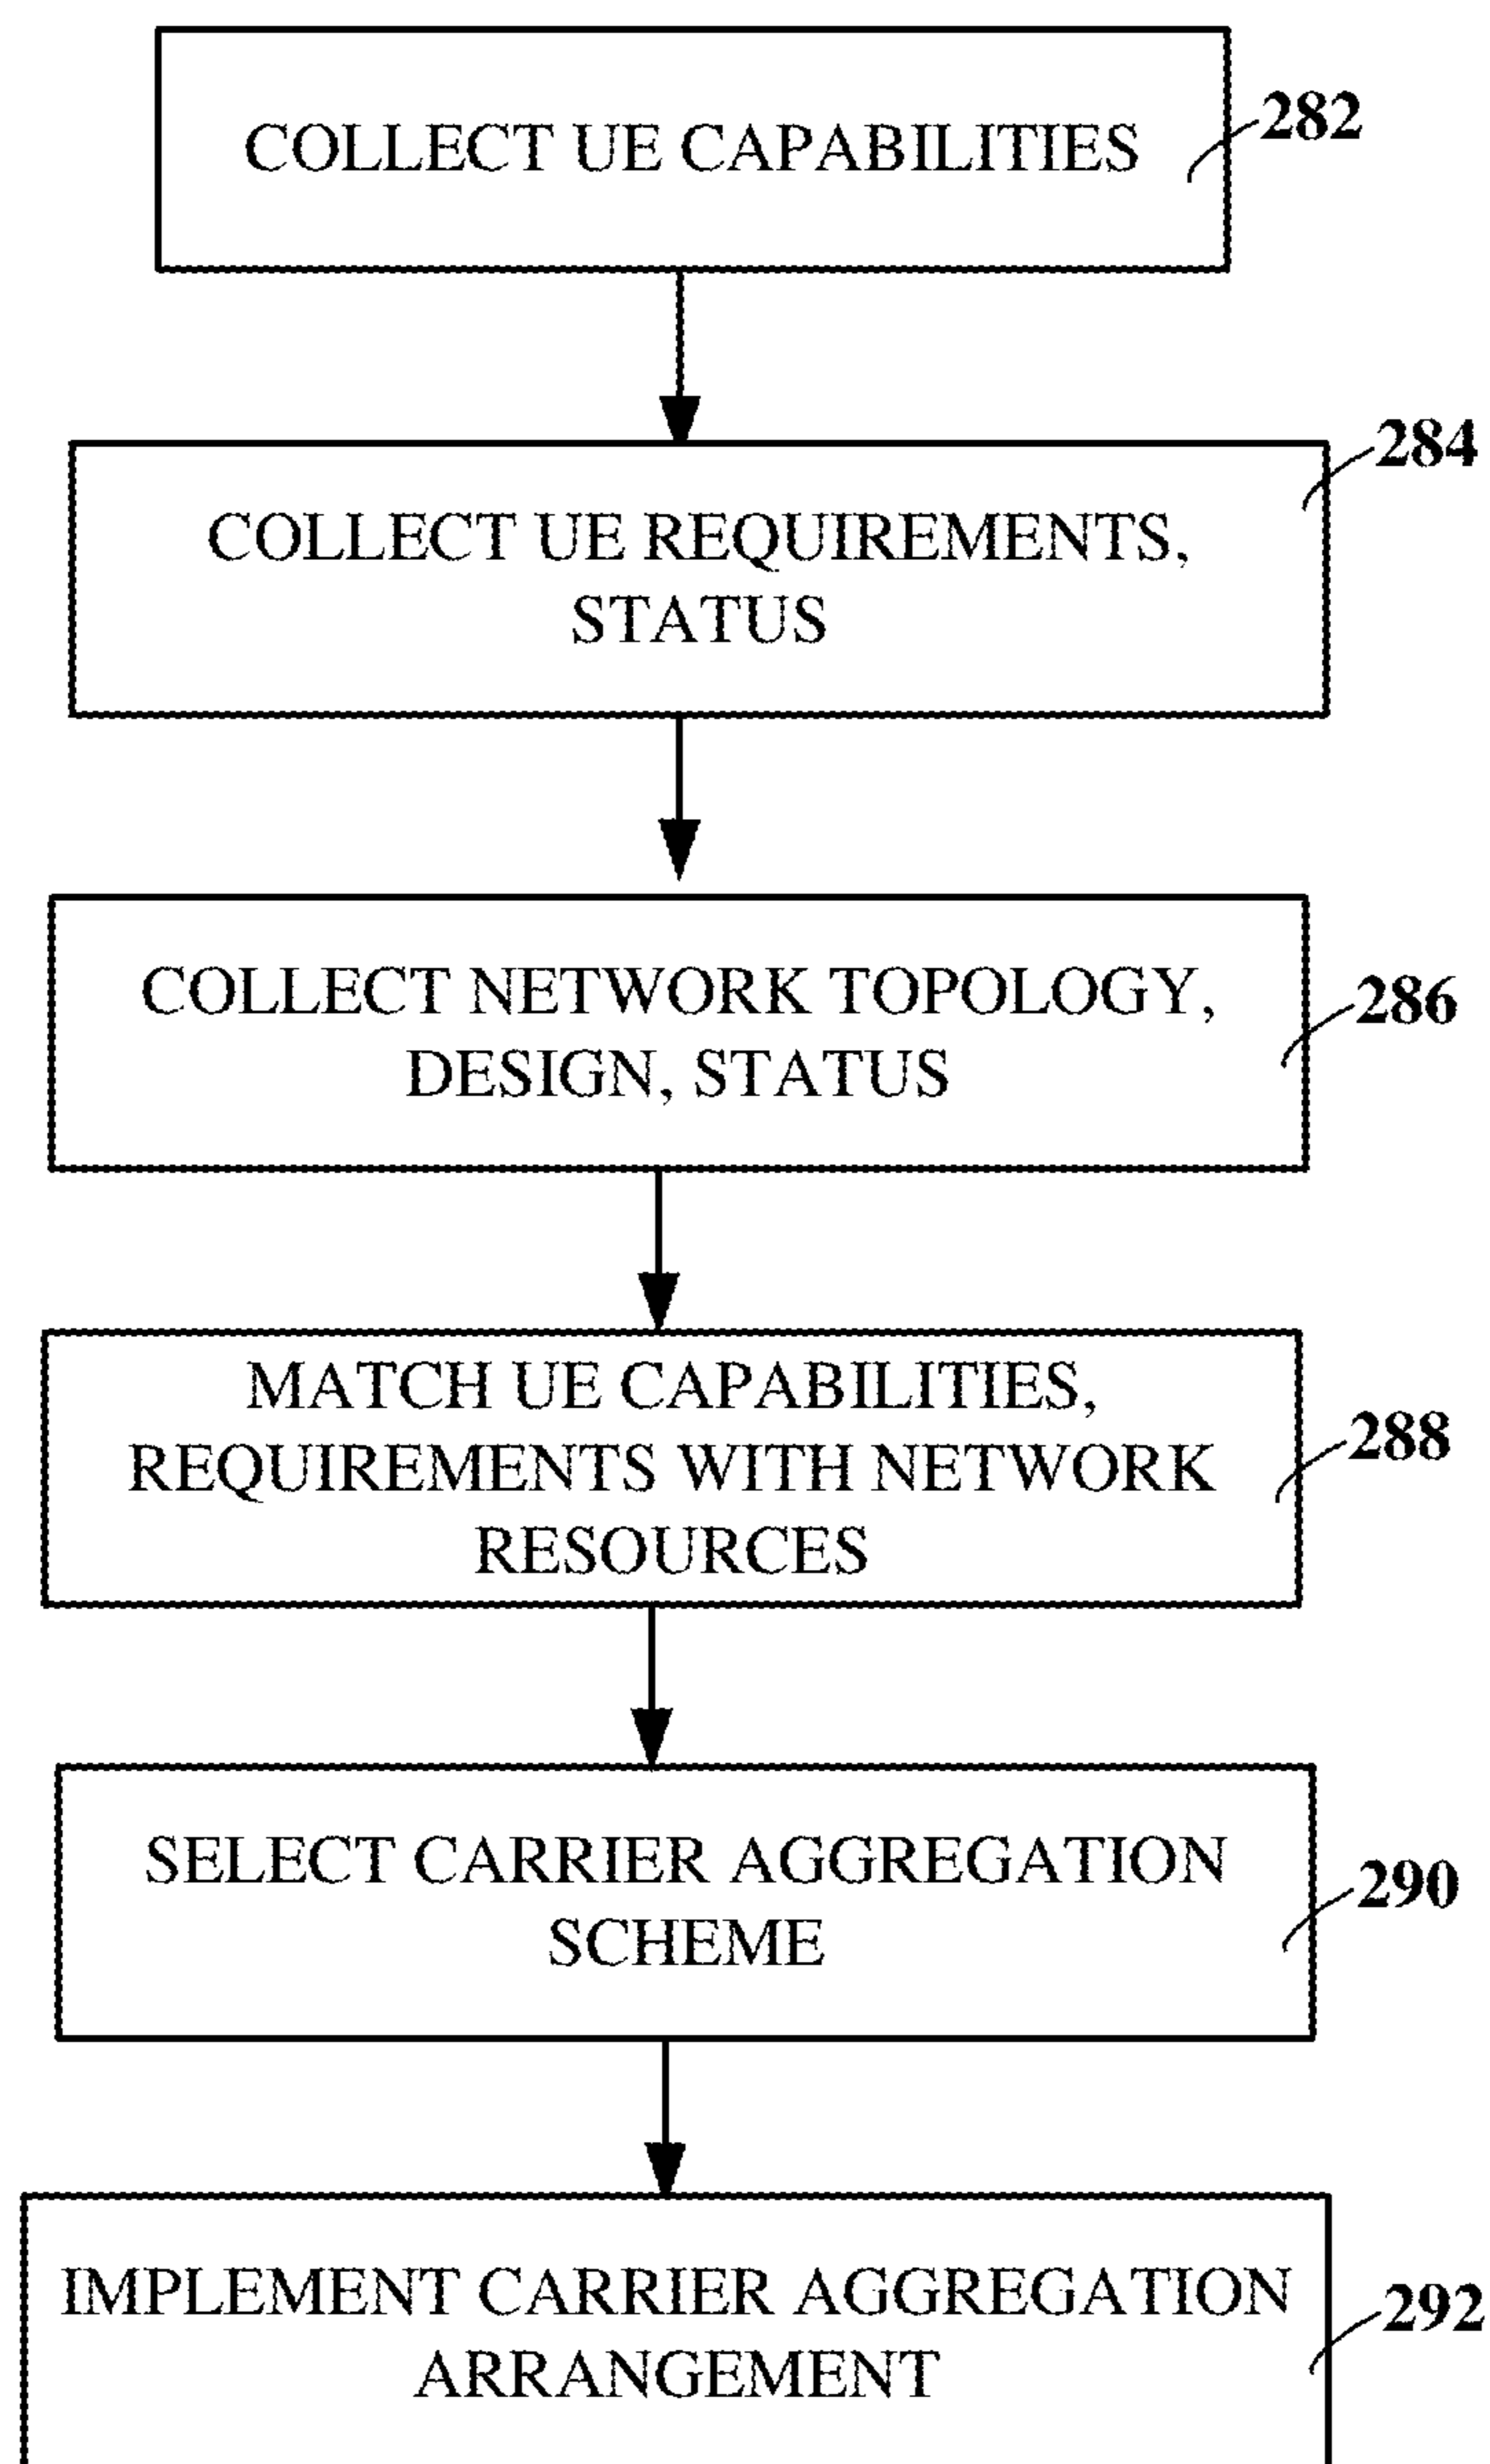 COLLECT UE CAPABILITIES
282
COLLECT UE REQUIREMENTS,
STATUS
284
COLLECT NETWORK TOPOLOGY,
DESIGN, STATUS
286
MATCH UE CAPABILITIES,
REQUIREMENTS WITH NETWORK
RESOURCES
288
SELECT CARRIER AGGREGATION
SCHEME
290
IMPLEMENT CARRIER AGGREGATION
ARRANGEMENT
292